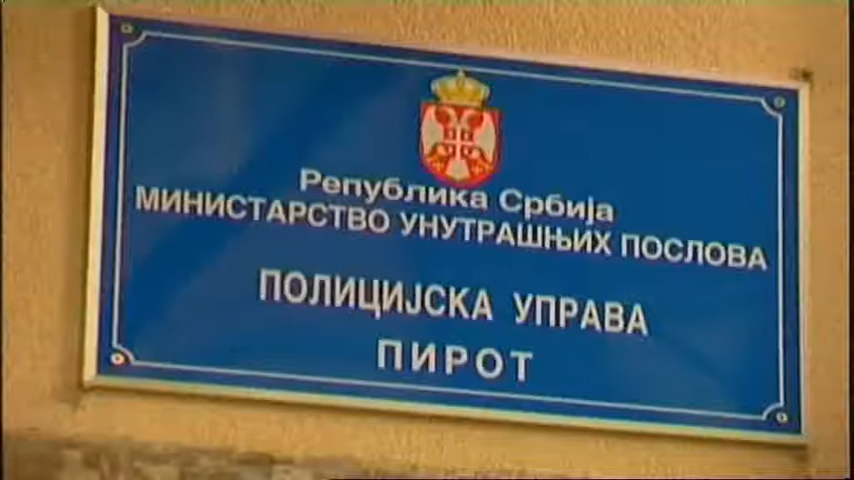 Република Србија
МИНИСТАРСТВО УНУТРАШЊИХ ПОСЛОВА
ПОЛИЦИЈСКА УПРАВА
ПИРОТ